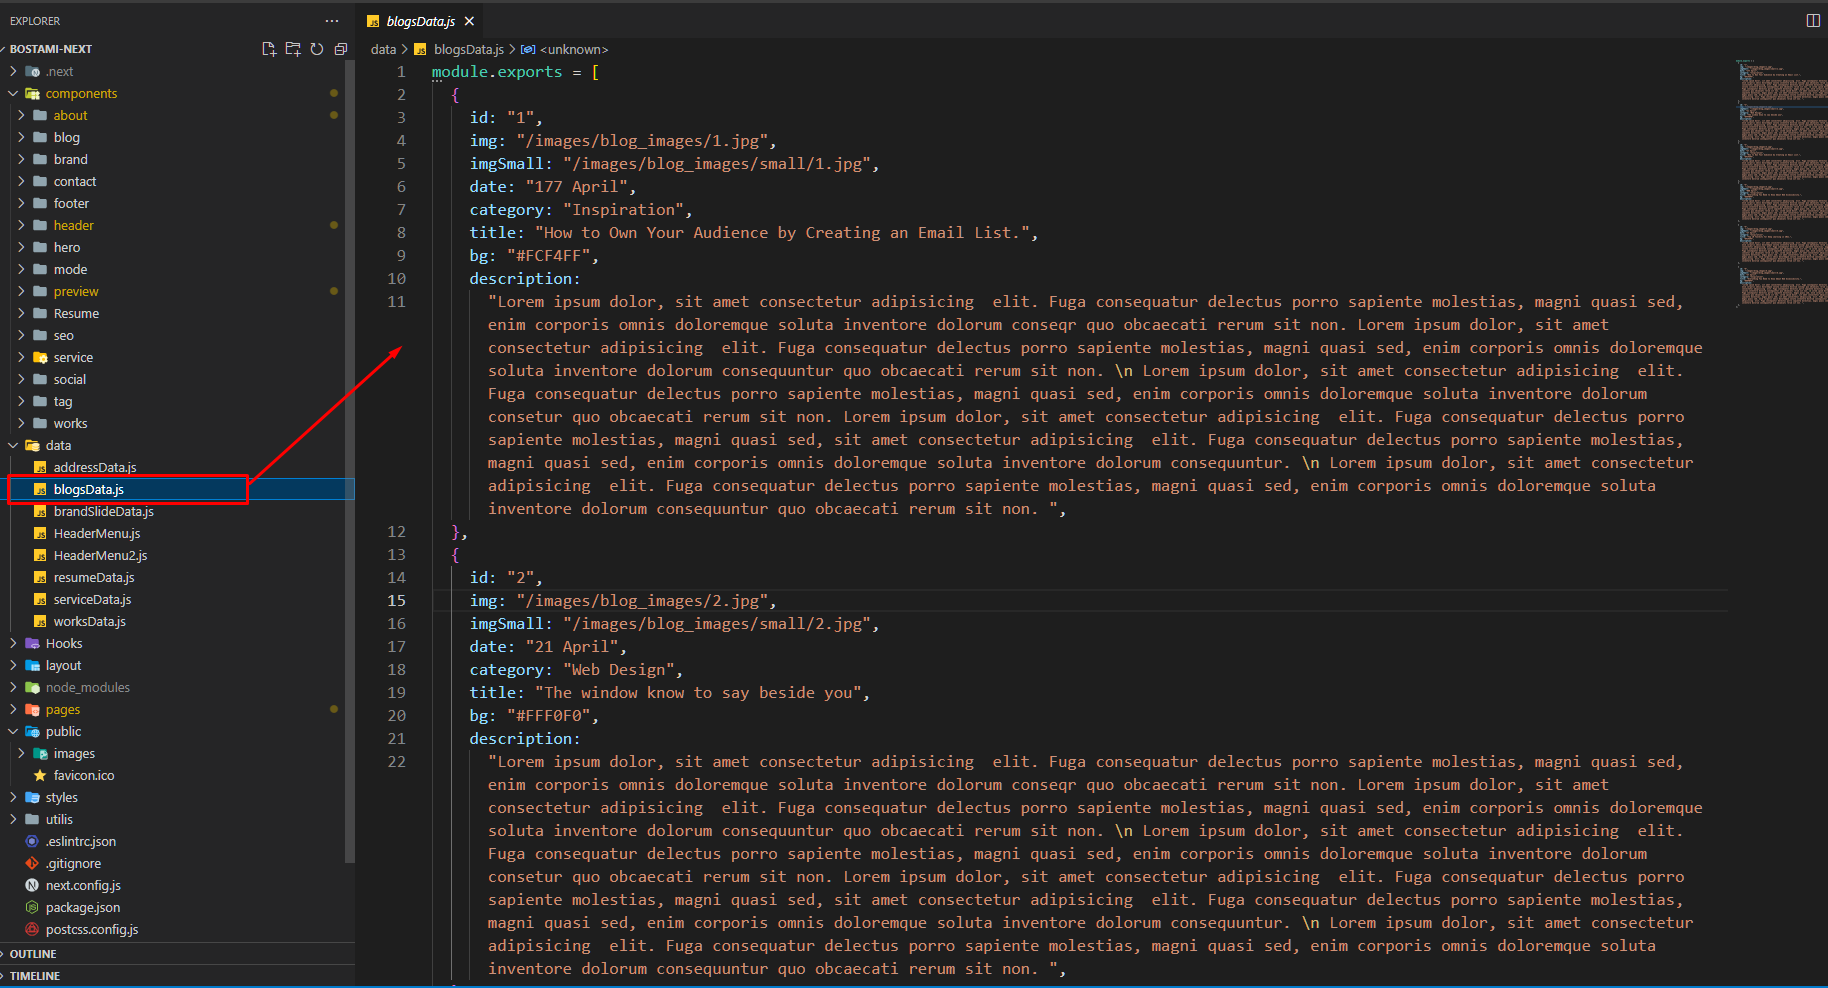 EXPLORER
BOSTAMI-NEXT
.next
components
about
blog
brand
contact
footer
header
hero
mode
preview
Resume
seo
service
social
tag
works
data
addressData.js
blogsData.js
brandSlideData.js
HeaderMenu.js
HeaderMenu2.js
resumeData.js
serviceData.js
worksData.js
Hooks
layout
node_modules
pages
public
images
favicon.ico
styles
utilis
.eslintrc.json
.gitignore
next.config.js
package.json
postcss.config.js
OUTLINE
TIMELINE
JS blogsData.js
data > JS blogsData.js > <unknown>
1 module.exports = [
2 {
3 id: "1",
4 img: "/images/blog_images/1.jpg",
5 imgSmall: "/images/blog_images/small/1.jpg",
6 date: "177 April",
7 category: "Inspiration",
8 title: "How to Own Your Audience by Creating an Email List.",
9 bg: "#FCF4FF",
10 description:
11 "Lorem ipsum dolor, sit amet consectetur adipisicing  elit. Fuga consequatur delectus porro sapiente molestias, magni quasi sed,
enim corporis omnis doloremque soluta inventore dolorum conseqr quo obcaecati rerum sit non. Lorem ipsum dolor, sit amet
consectetur adipisicing  elit. Fuga consequatur delectus porro sapiente molestias, magni quasi sed, enim corporis omnis doloremque
soluta inventore dolorum consequuntur quo obcaecati rerum sit non. \n Lorem ipsum dolor, sit amet consectetur adipisicing  elit.
Fuga consequatur delectus porro sapiente molestias, magni quasi sed, enim corporis omnis doloremque soluta inventore dolorum
consetur quo obcaecati rerum sit non. Lorem ipsum dolor, sit amet consectetur adipisicing  elit. Fuga consequatur delectus porro
sapiente molestias, magni quasi sed, sit amet consectetur adipisicing  elit. Fuga consequatur delectus porro sapiente molestias,
magni quasi sed, enim corporis omnis doloremque soluta inventore dolorum consequuntur. \n Lorem ipsum dolor, sit amet consectetur
adipisicing  elit. Fuga consequatur delectus porro sapiente molestias, magni quasi sed, enim corporis omnis doloremque soluta
inventore dolorum consequuntur quo obcaecati rerum sit non. ",
12 },
13 {
14 id: "2",
15 img: "/images/blog_images/2.jpg",
16 imgSmall: "/images/blog_images/small/2.jpg",
17 date: "21 April",
18 category: "Web Design",
19 title: "The window know to say beside you",
20 bg: "#FFF0F0",
21 description:
22 "Lorem ipsum dolor, sit amet consectetur adipisicing  elit. Fuga consequatur delectus porro sapiente molestias, magni quasi sed,
enim corporis omnis doloremque soluta inventore dolorum conseqr quo obcaecati rerum sit non. Lorem ipsum dolor, sit amet
consectetur adipisicing  elit. Fuga consequatur delectus porro sapiente molestias, magni quasi sed, enim corporis omnis doloremque
soluta inventore dolorum consequuntur quo obcaecati rerum sit non. \n Lorem ipsum dolor, sit amet consectetur adipisicing  elit.
Fuga consequatur delectus porro sapiente molestias, magni quasi sed, enim corporis omnis doloremque soluta inventore dolorum
consetur quo obcaecati rerum sit non. Lorem ipsum dolor, sit amet consectetur adipisicing  elit. Fuga consequatur delectus porro
sapiente molestias, magni quasi sed, sit amet consectetur adipisicing  elit. Fuga consequatur delectus porro sapiente molestias,
magni quasi sed, enim corporis omnis doloremque soluta inventore dolorum consequuntur. \n Lorem ipsum dolor, sit amet consectetur
adipisicing  elit. Fuga consequatur delectus porro sapiente molestias, magni quasi sed, enim corporis omnis doloremque soluta
inventore dolorum consequuntur quo obcaecati rerum sit non. ",